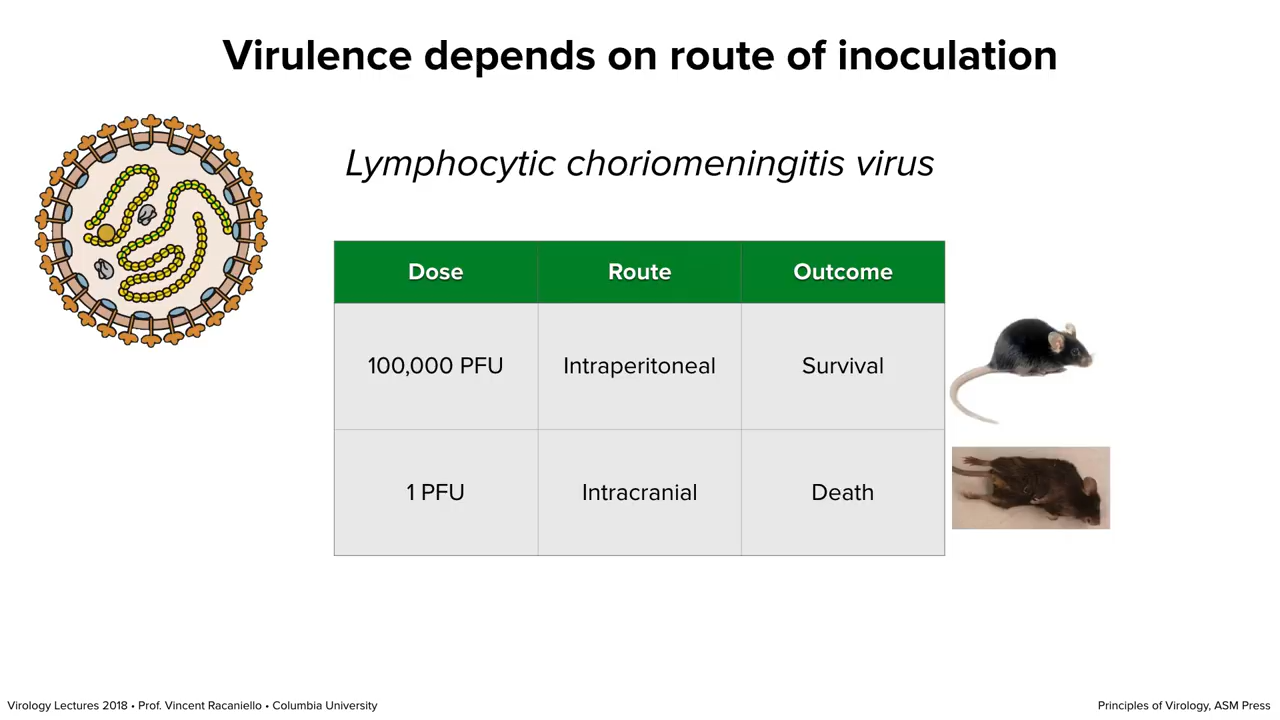 Virulence depends on route of inoculation
Lymphocytic choriomeningitis virus
Dose Route Outcome
100,000 PFU Intraperitoneal Survival
1 PFU Intracranial Death
Virology Lectures 2018 • Prof. Vincent Racaniello • Columbia University
Principles of Virology, ASM Press